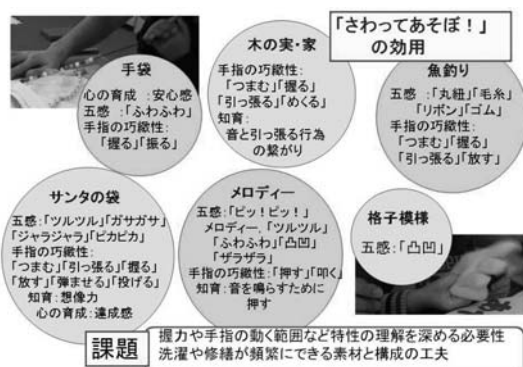 「さわってあそぼ！」
の効用
手袋
心の育成　：安心感
五感　：「ふわふわ」
手指の巧緻性：
「握る」「振る」
木の実・家
手指の巧緻性：
「つまむ」「握る」
「引っ張る」「めくる」
知育：
音と引っ張る行為
の繋がり
魚釣り
五感　：「丸紐」「毛糸」
「リボン」「ゴム」
手指の巧緻性：
「つまむ」「握る」
「引っ張る」「放す」
サンタの袋
五感：「ツルツル」「ガサガサ」
「ジャラジャラ」「ピカピカ」
手指の巧緻性：
「つまむ」「引っ張る」「握る」
「放す」「弾ませる」「投げる」
知育：想像力
心の育成：達成感
メロディー
五感：「ピッ！ピッ！」
メロディー，「ツルツル」
「ふわふわ」「凸凹」
「ザラザラ」
手指の巧緻性：「押す」「叩く」
知育：音を鳴らすために
押す
格子模様
五感：「凸凹」
課題
握力や手指の動く範囲など特性の理解を深める必要性
洗濯や修繕が頻繁にできる素材と構成の工夫